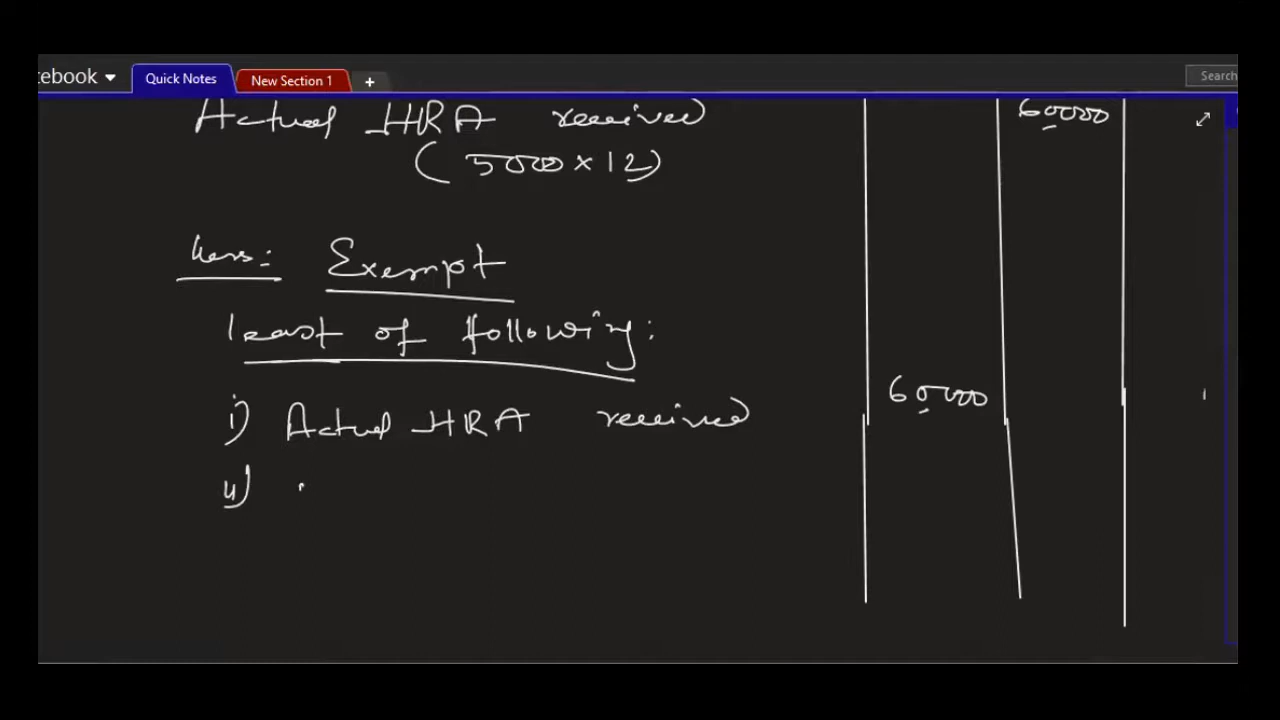 tebook Quick Notes New Section 1 + Search
Actual HRA received 60000
(5000 × 12)
Less: Exempt
least of following:
i) Actual HRA received 60000
ii)